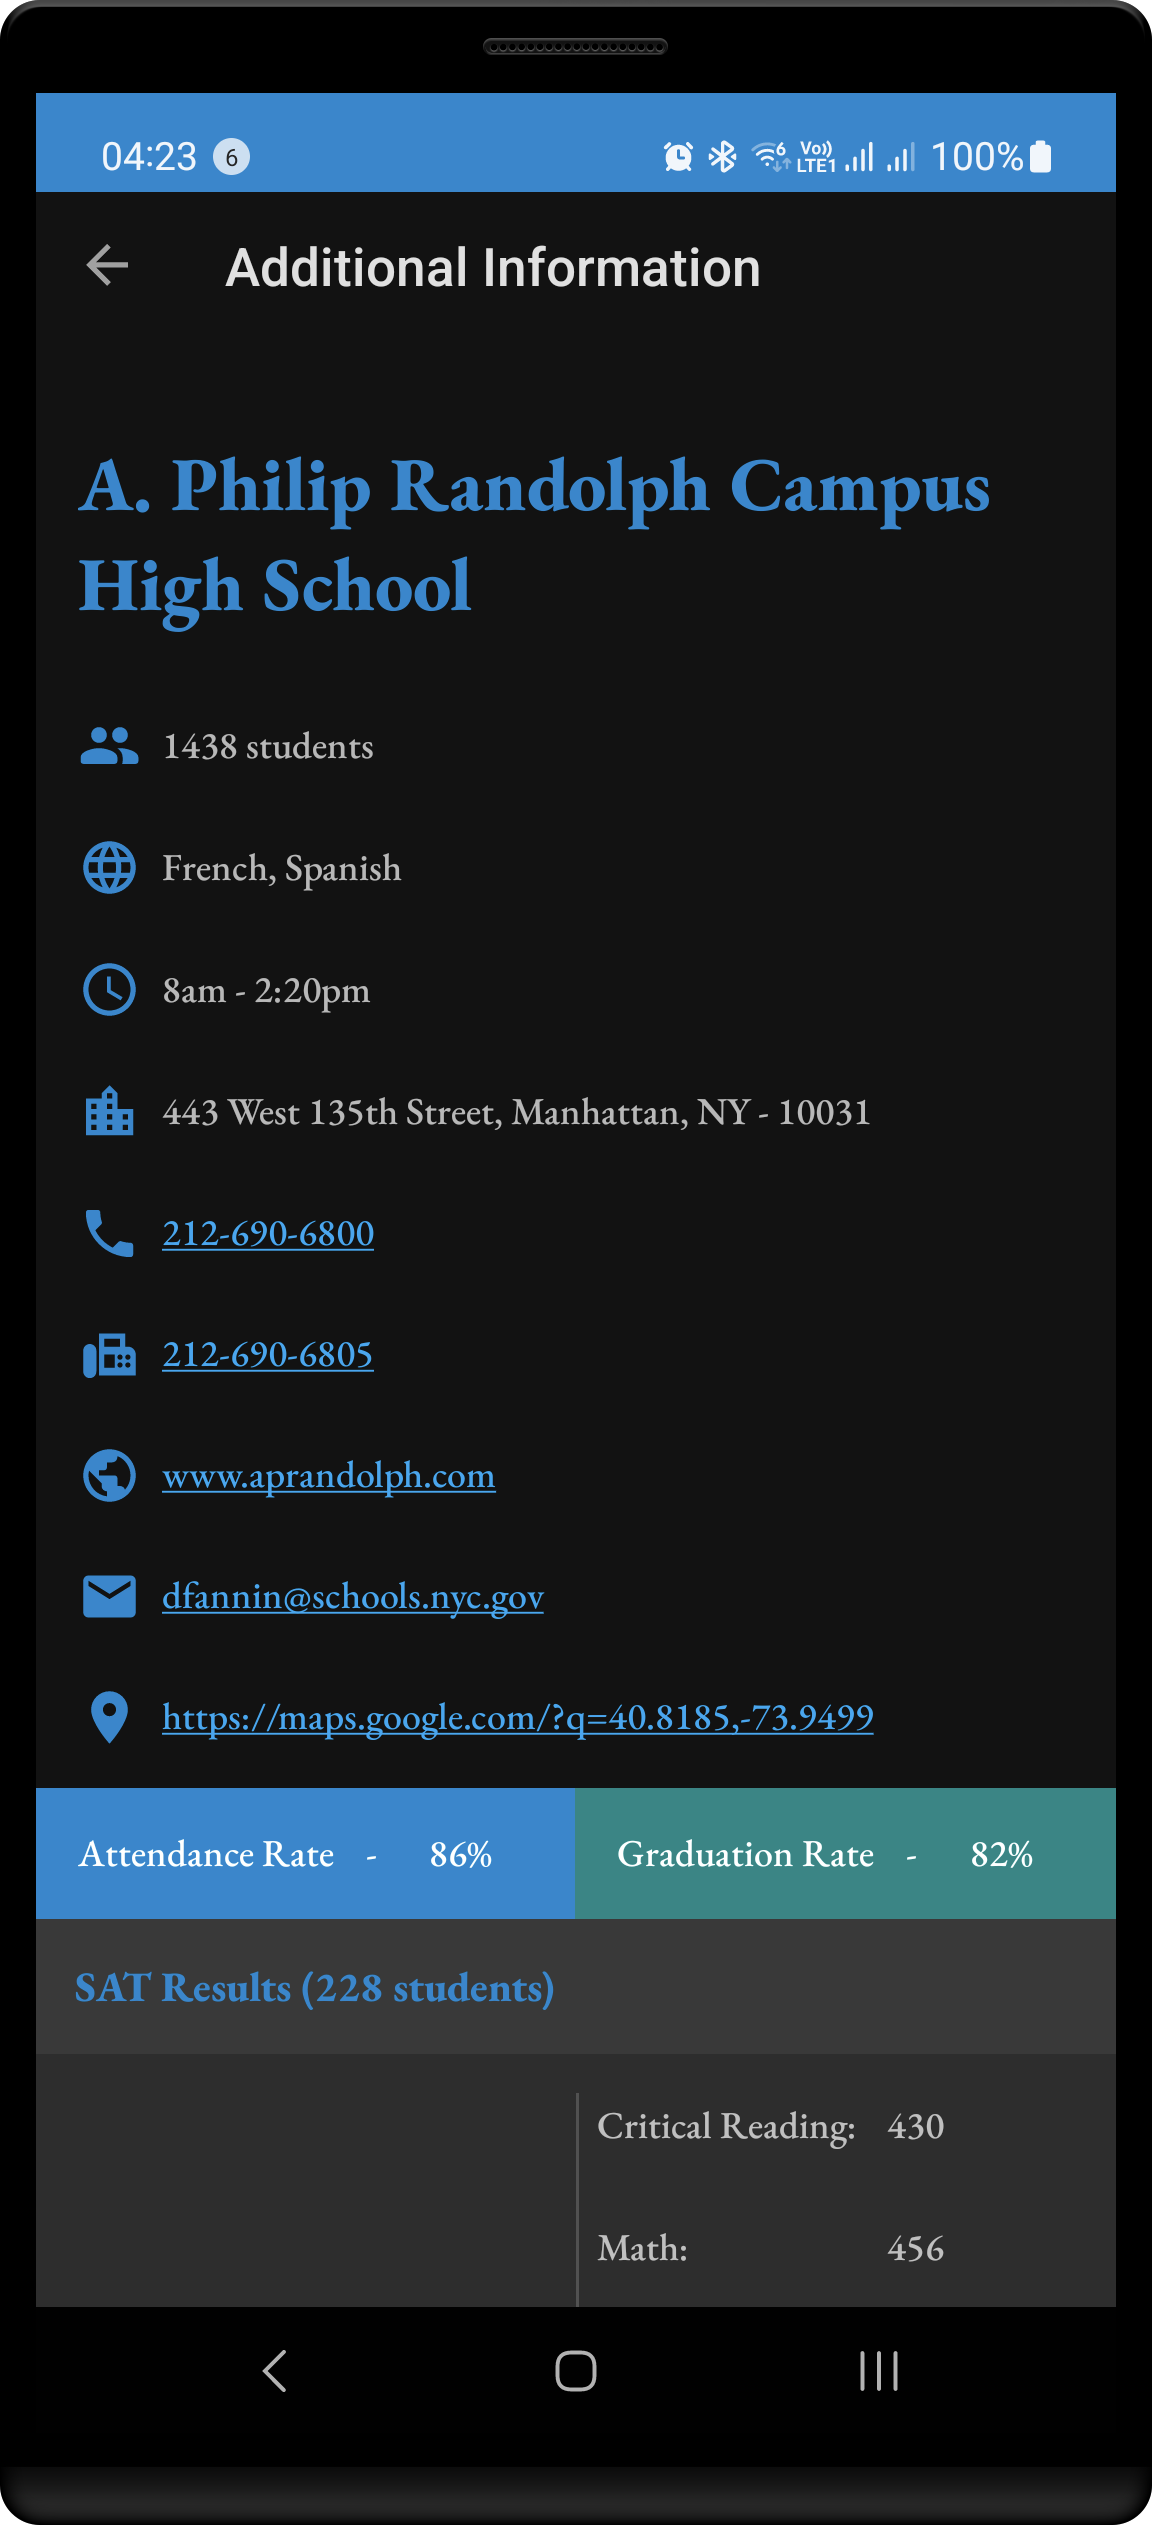 04:23 6 6 Vo)) LTE1 100%
Additional Information
A. Philip Randolph Campus
High School
1438 students
French, Spanish
8am - 2:20pm
443 West 135th Street, Manhattan, NY - 10031
212-690-6800
212-690-6805
www.aprandolph.com
dfannin@schools.nyc.gov
https://maps.google.com/?q=40.8185,-73.9499
Attendance Rate - 86% Graduation Rate - 82%
SAT Results (228 students)
Critical Reading: 430
Math: 456